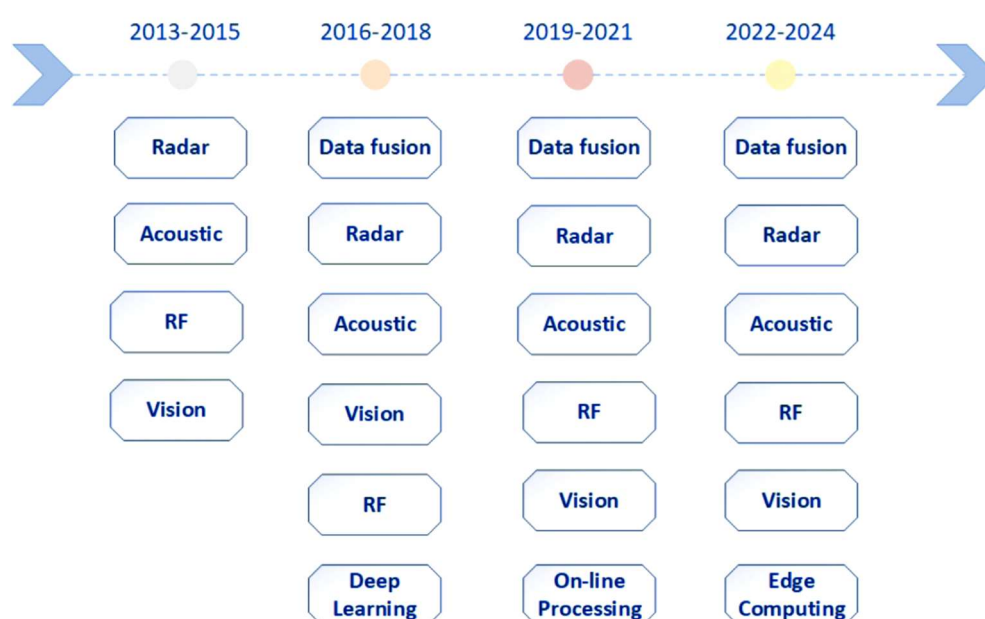 2013-2015
2016-2018
2019-2021
2022-2024
Radar
Acoustic
RF
Vision
Data fusion
Radar
Acoustic
Vision
RF
Deep
Learning
Data fusion
Radar
Acoustic
RF
Vision
On-line
Processing
Data fusion
Radar
Acoustic
RF
Vision
Edge
Computing